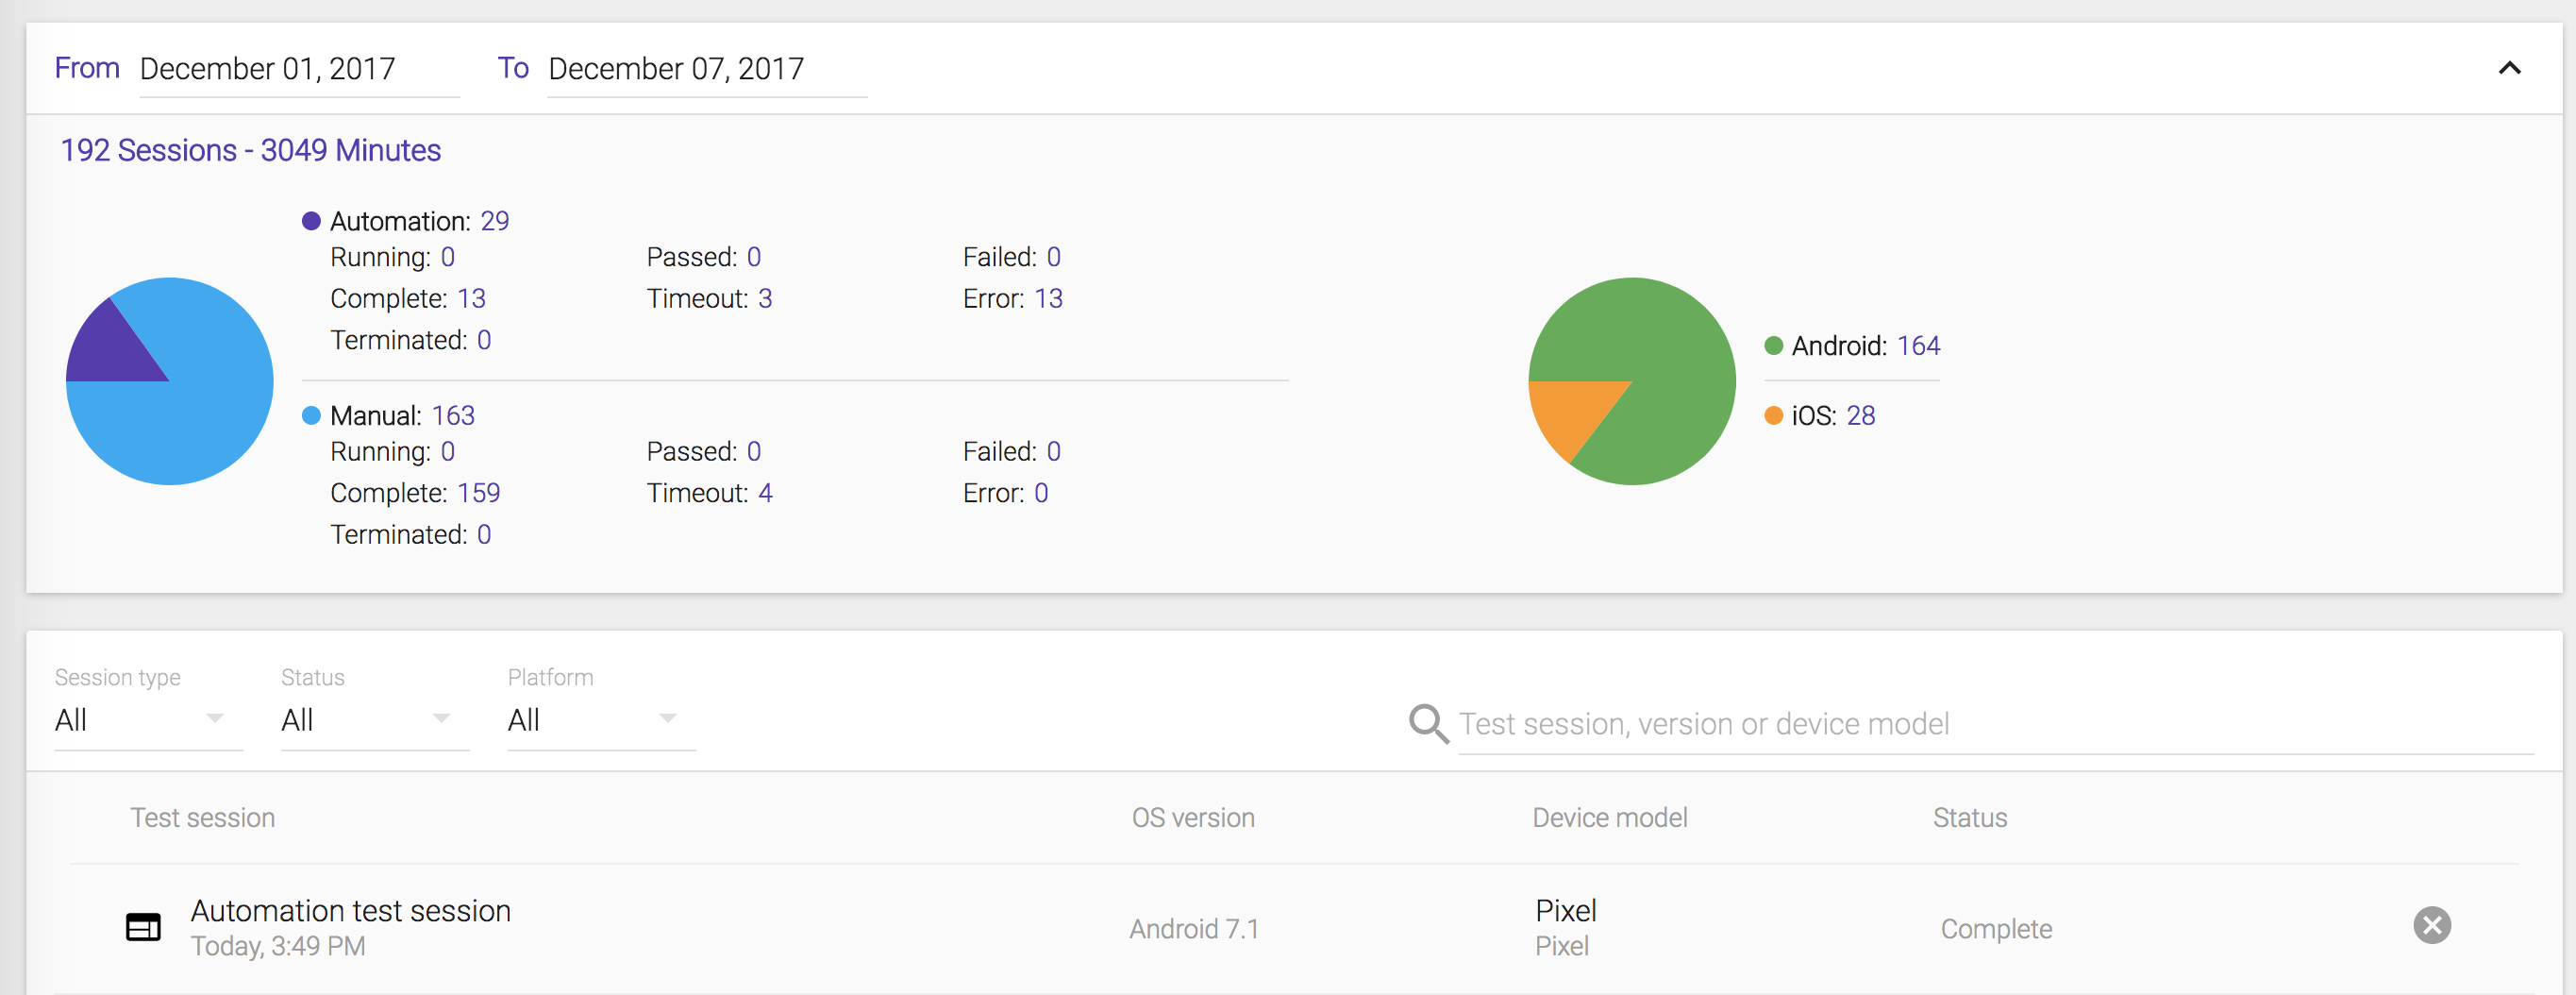 From December 01, 2017 To December 07, 2017
192 Sessions - 3049 Minutes
Automation: 29
Running: 0 Passed: 0 Failed: 0
Complete: 13 Timeout: 3 Error: 13
Terminated: 0
Manual: 163
Running: 0 Passed: 0 Failed: 0
Complete: 159 Timeout: 4 Error: 0
Terminated: 0
Android: 164
iOS: 28
Session type Status Platform
All All All Test session, version or device model
Test session OS version Device model Status
Automation test session Android 7.1 Pixel Complete
Today, 3:49 PM Pixel